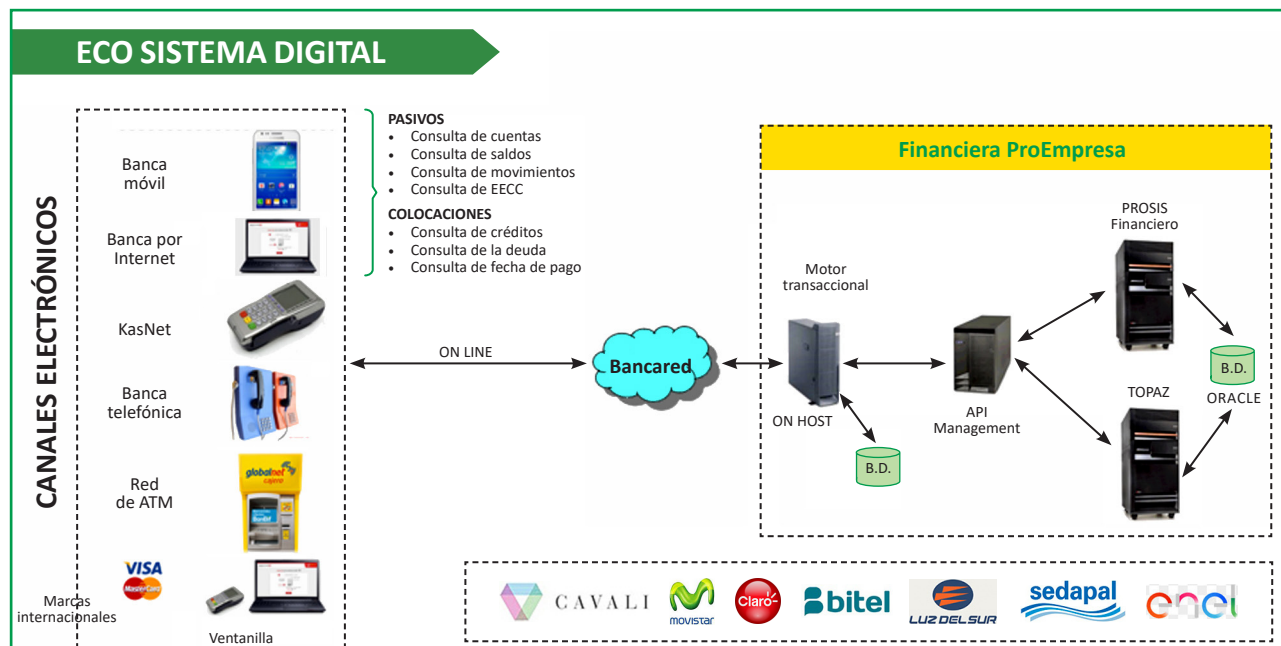 ECO SISTEMA DIGITAL
CANALES ELECTRÓNICOS
Banca
móvil
Banca por
Internet
KasNet
Banca
telefónica
Red
de ATM
globalnet
cajero
VISA
MasterCard
Marcas
internacionales
Ventanilla
PASIVOS
• Consulta de cuentas
• Consulta de saldos
• Consulta de movimientos
• Consulta de EECC
COLOCACIONES
• Consulta de créditos
• Consulta de la deuda
• Consulta de fecha de pago
ON LINE
Bancared
Financiera ProEmpresa
Motor
transaccional
ON HOST
B.D.
API
Management
PROSIS
Financiero
TOPAZ
B.D.
ORACLE
CAVALI
movistar
Claro
bitel
LUZ DEL SUR
sedapal
enel